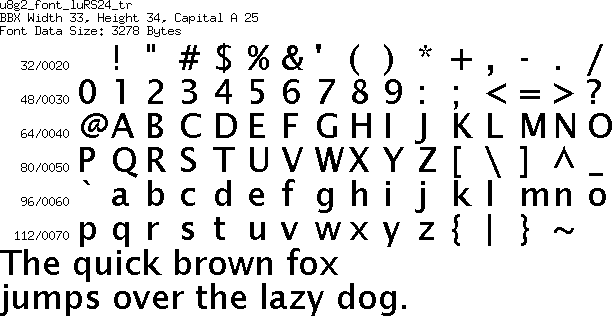 u8g2_font_luRS24_tr
BBX Width 33, Height 34, Capital A 25
Font Data Size: 3278 Bytes
32/0020 ! " # $ % & ' ( ) * + , - . /
48/0030 0 1 2 3 4 5 6 7 8 9 : ; < = > ?
64/0040 @ A B C D E F G H I J K L M N O
80/0050 P Q R S T U V W X Y Z [ \ ] ^ _
96/0060 ` a b c d e f g h i j k l m n o
112/0070 p q r s t u v w x y z { | } ~
The quick brown fox
jumps over the lazy dog.